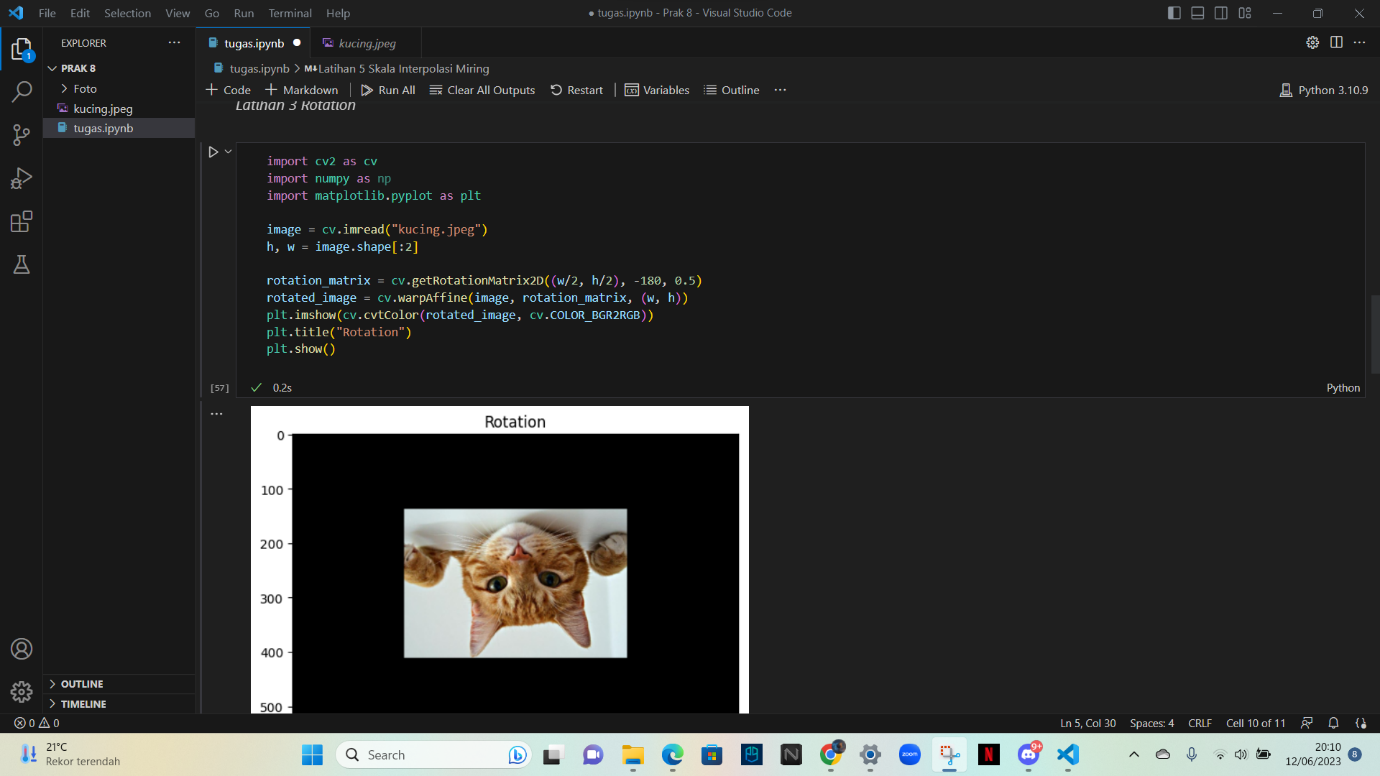 File Edit Selection View Go Run Terminal Help
● tugas.ipynb - Prak 8 - Visual Studio Code
EXPLORER
1
PRAK 8
Foto
kucing.jpeg
tugas.ipynb
tugas.ipynb ●
kucing.jpeg
tugas.ipynb > M↓Latihan 5 Skala Interpolasi Miring
+ Code + Markdown Run All Clear All Outputs Restart Variables Outline ...
Python 3.10.9
Latihan 3 Rotation
import cv2 as cv
import numpy as np
import matplotlib.pyplot as plt
image = cv.imread("kucing.jpeg")
h, w = image.shape[:2]
rotation_matrix = cv.getRotationMatrix2D((w/2, h/2), -180, 0.5)
rotated_image = cv.warpAffine(image, rotation_matrix, (w, h))
plt.imshow(cv.cvtColor(rotated_image, cv.COLOR_BGR2RGB))
plt.title("Rotation")
plt.show()
[57] 0.2s
Python
Rotation
0
100
200
300
400
500
OUTLINE
TIMELINE
0 0
Ln 5, Col 30 Spaces: 4 CRLF Cell 10 of 11
21°C
Rekor terendah
Search
zoom
N
9+
20:10
12/06/2023
8